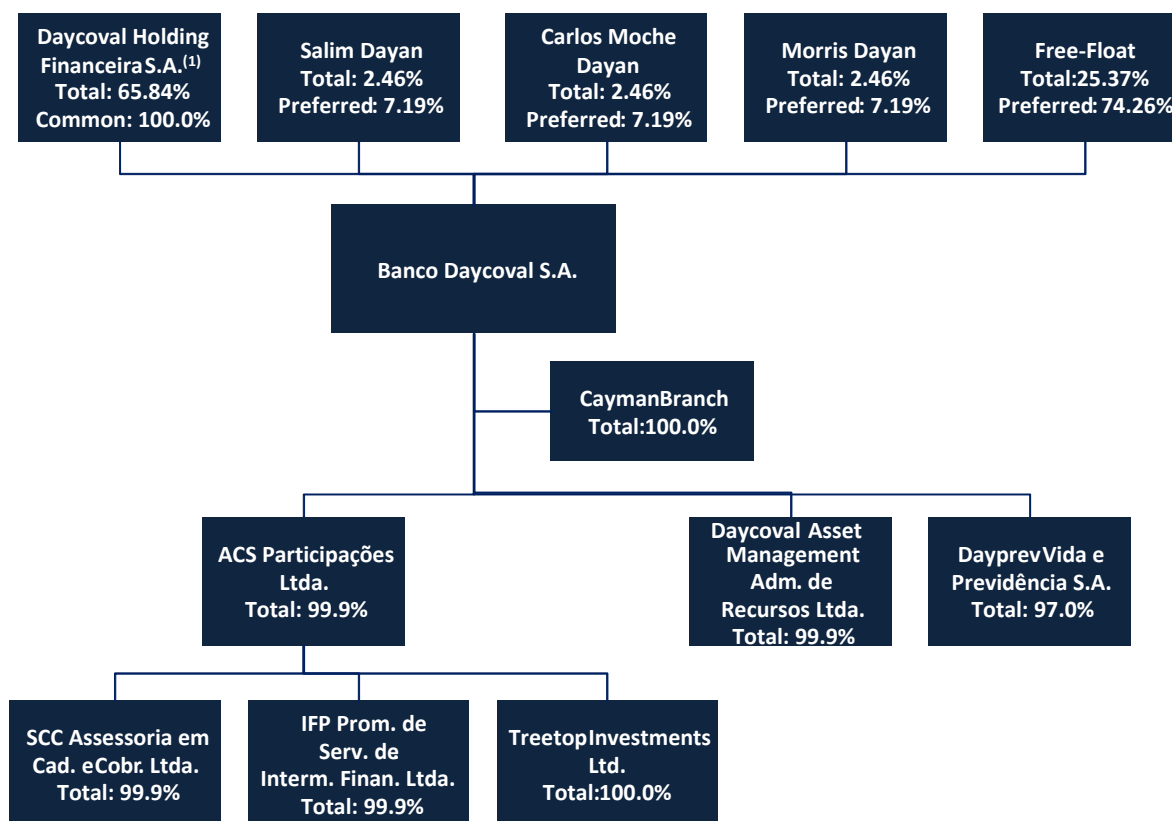 Daycoval Holding
Financeira S.A.(1)
Total: 65.84%
Common: 100.0%
Salim Dayan
Total: 2.46%
Preferred: 7.19%
Carlos Moche
Dayan
Total: 2.46%
Preferred: 7.19%
Morris Dayan
Total: 2.46%
Preferred: 7.19%
Free-Float
Total:25.37%
Preferred: 74.26%
Banco Daycoval S.A.
CaymanBranch
Total:100.0%
ACS Participações
Ltda.
Total: 99.9%
Daycoval Asset
Management
Adm. de
Recursos Ltda.
Total: 99.9%
DayprevVida e
Previdência S.A.
Total: 97.0%
SCC Assessoria em
Cad. eCobr. Ltda.
Total: 99.9%
IFP Prom. de
Serv. de
Interm. Finan. Ltda.
Total: 99.9%
TreetopInvestments
Ltd.
Total:100.0%